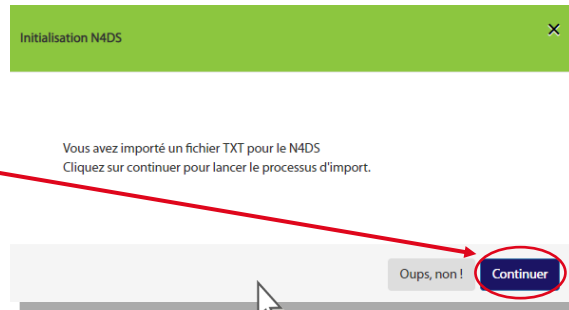 Initialisation N4DS
Vous avez importé un fichier TXT pour le N4DS
Cliquez sur continuer pour lancer le processus d'import.
Oups, non !
Continuer